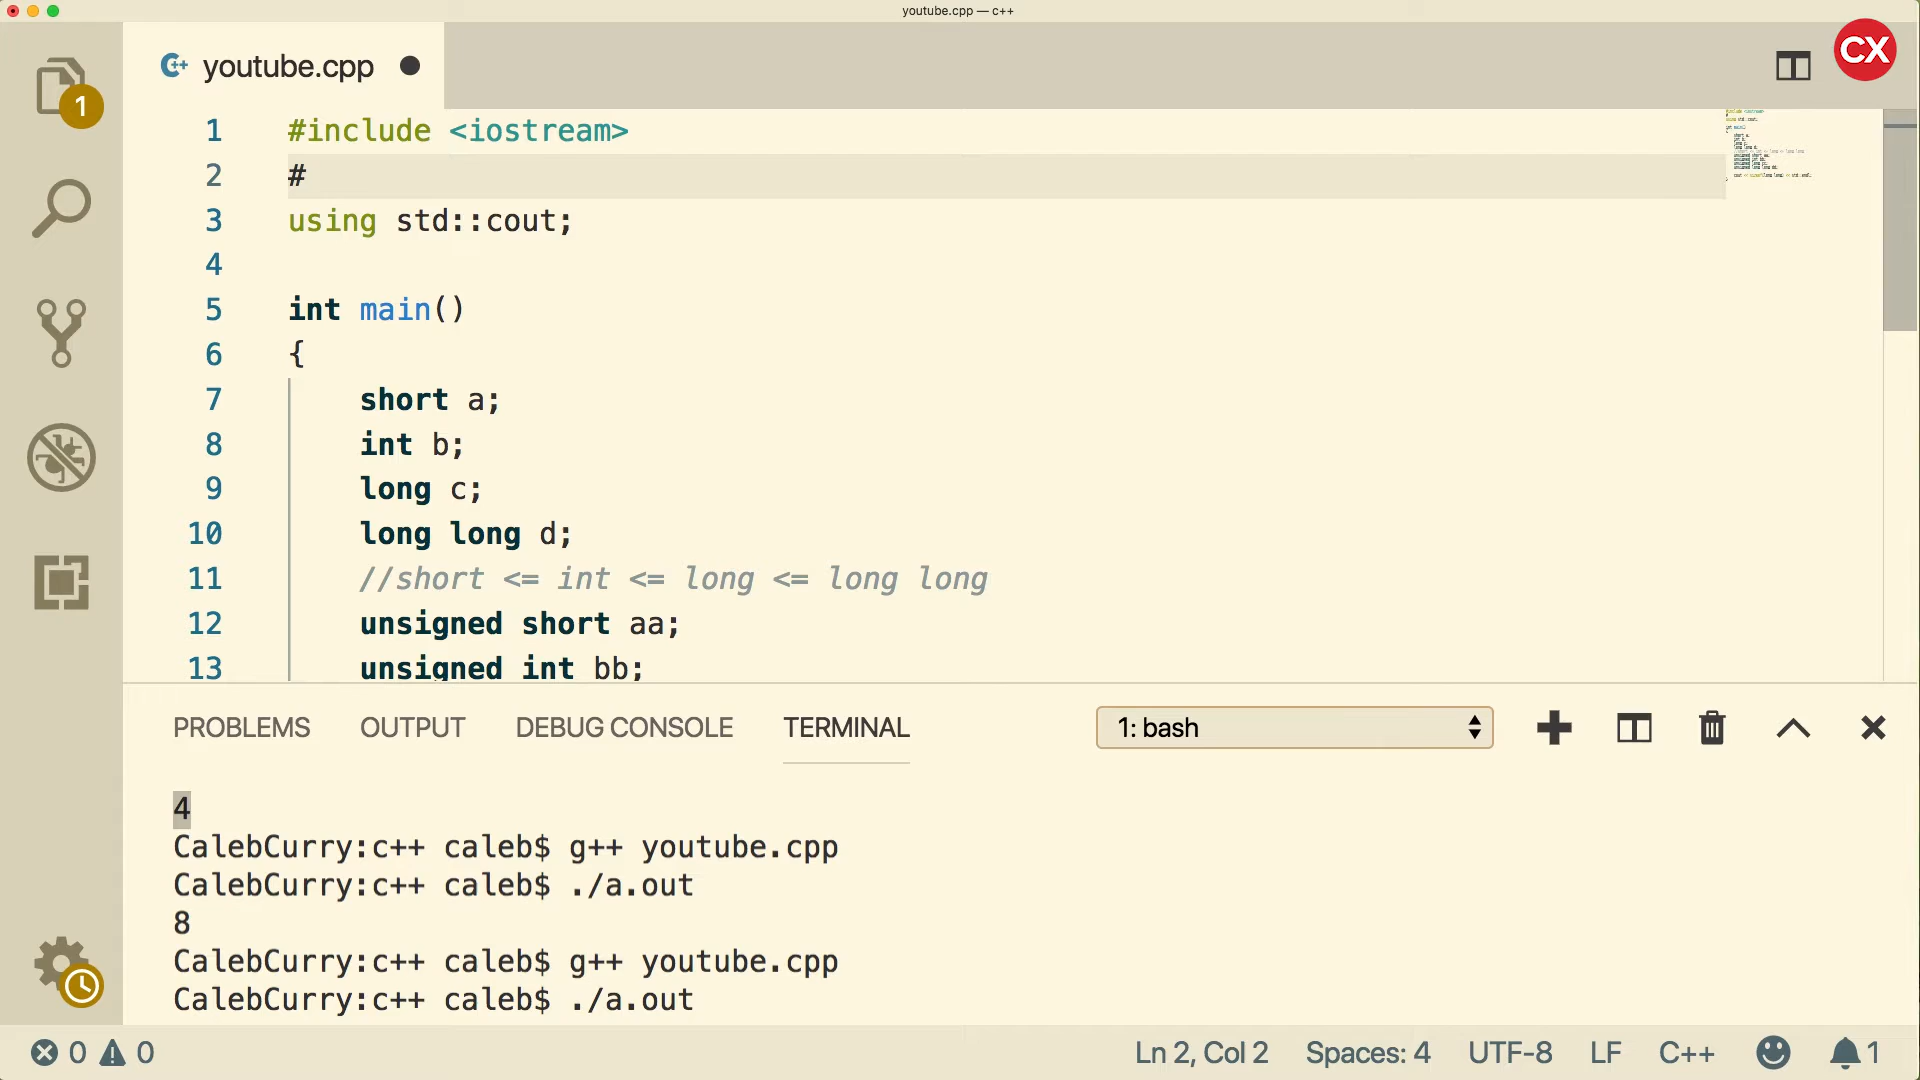 youtube.cpp — c++
youtube.cpp
CX
1
1 #include <iostream>
2 #
3 using std::cout;
4
5 int main()
6 {
7 short a;
8 int b;
9 long c;
10 long long d;
11 //short <= int <= long <= long long
12 unsigned short aa;
13 unsigned int bb;
PROBLEMS OUTPUT DEBUG CONSOLE TERMINAL 1: bash
4
CalebCurry:c++ caleb$ g++ youtube.cpp
CalebCurry:c++ caleb$ ./a.out
8
CalebCurry:c++ caleb$ g++ youtube.cpp
CalebCurry:c++ caleb$ ./a.out
0 0 Ln 2, Col 2 Spaces: 4 UTF-8 LF C++ 1